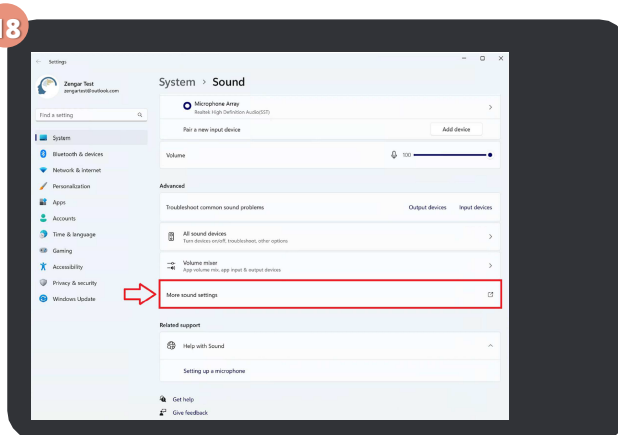 18
Settings
Zengar Test
zengartest@outlook.com
System > Sound
Find a setting
System
Bluetooth & devices
Network & internet
Personalization
Apps
Accounts
Time & language
Gaming
Accessibility
Privacy & security
Windows Update
Microphone Array
Realtek High Definition Audio(SST)
Pair a new input device Add device
Volume 100
Advanced
Troubleshoot common sound problems Output devices Input devices
All sound devices
Turn devices on/off, troubleshoot, other options
Volume mixer
App volume mix, app input & output devices
More sound settings
Related support
Help with Sound
Setting up a microphone
Get help
Give feedback